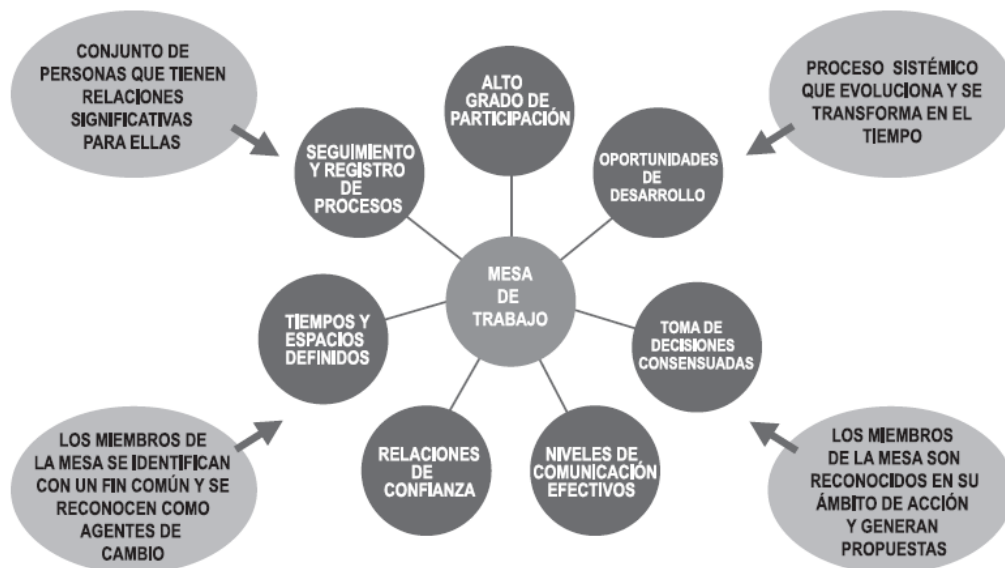 CONJUNTO DE
PERSONAS QUE TIENEN
RELACIONES
SIGNIFICATIVAS
PARA ELLAS
ALTO
GRADO DE
PARTICIPACIÓN
PROCESO SISTÉMICO
QUE EVOLUCIONA Y SE
TRANSFORMA EN EL
TIEMPO
SEGUIMIENTO
Y REGISTRO
DE
PROCESOS
OPORTUNIDADES
DE
DESARROLLO
MESA
DE
TRABAJO
TIEMPOS Y
ESPACIOS
DEFINIDOS
TOMA DE
DECISIONES
CONSENSUADAS
RELACIONES
DE
CONFIANZA
NIVELES DE
COMUNICACIÓN
EFECTIVOS
LOS MIEMBROS DE
LA MESA SE IDENTIFICAN
CON UN FIN COMÚN Y SE
RECONOCEN COMO
AGENTES DE
CAMBIO
LOS MIEMBROS
DE LA MESA SON
RECONOCIDOS EN SU
ÁMBITO DE ACCIÓN
Y GENERAN
PROPUESTAS